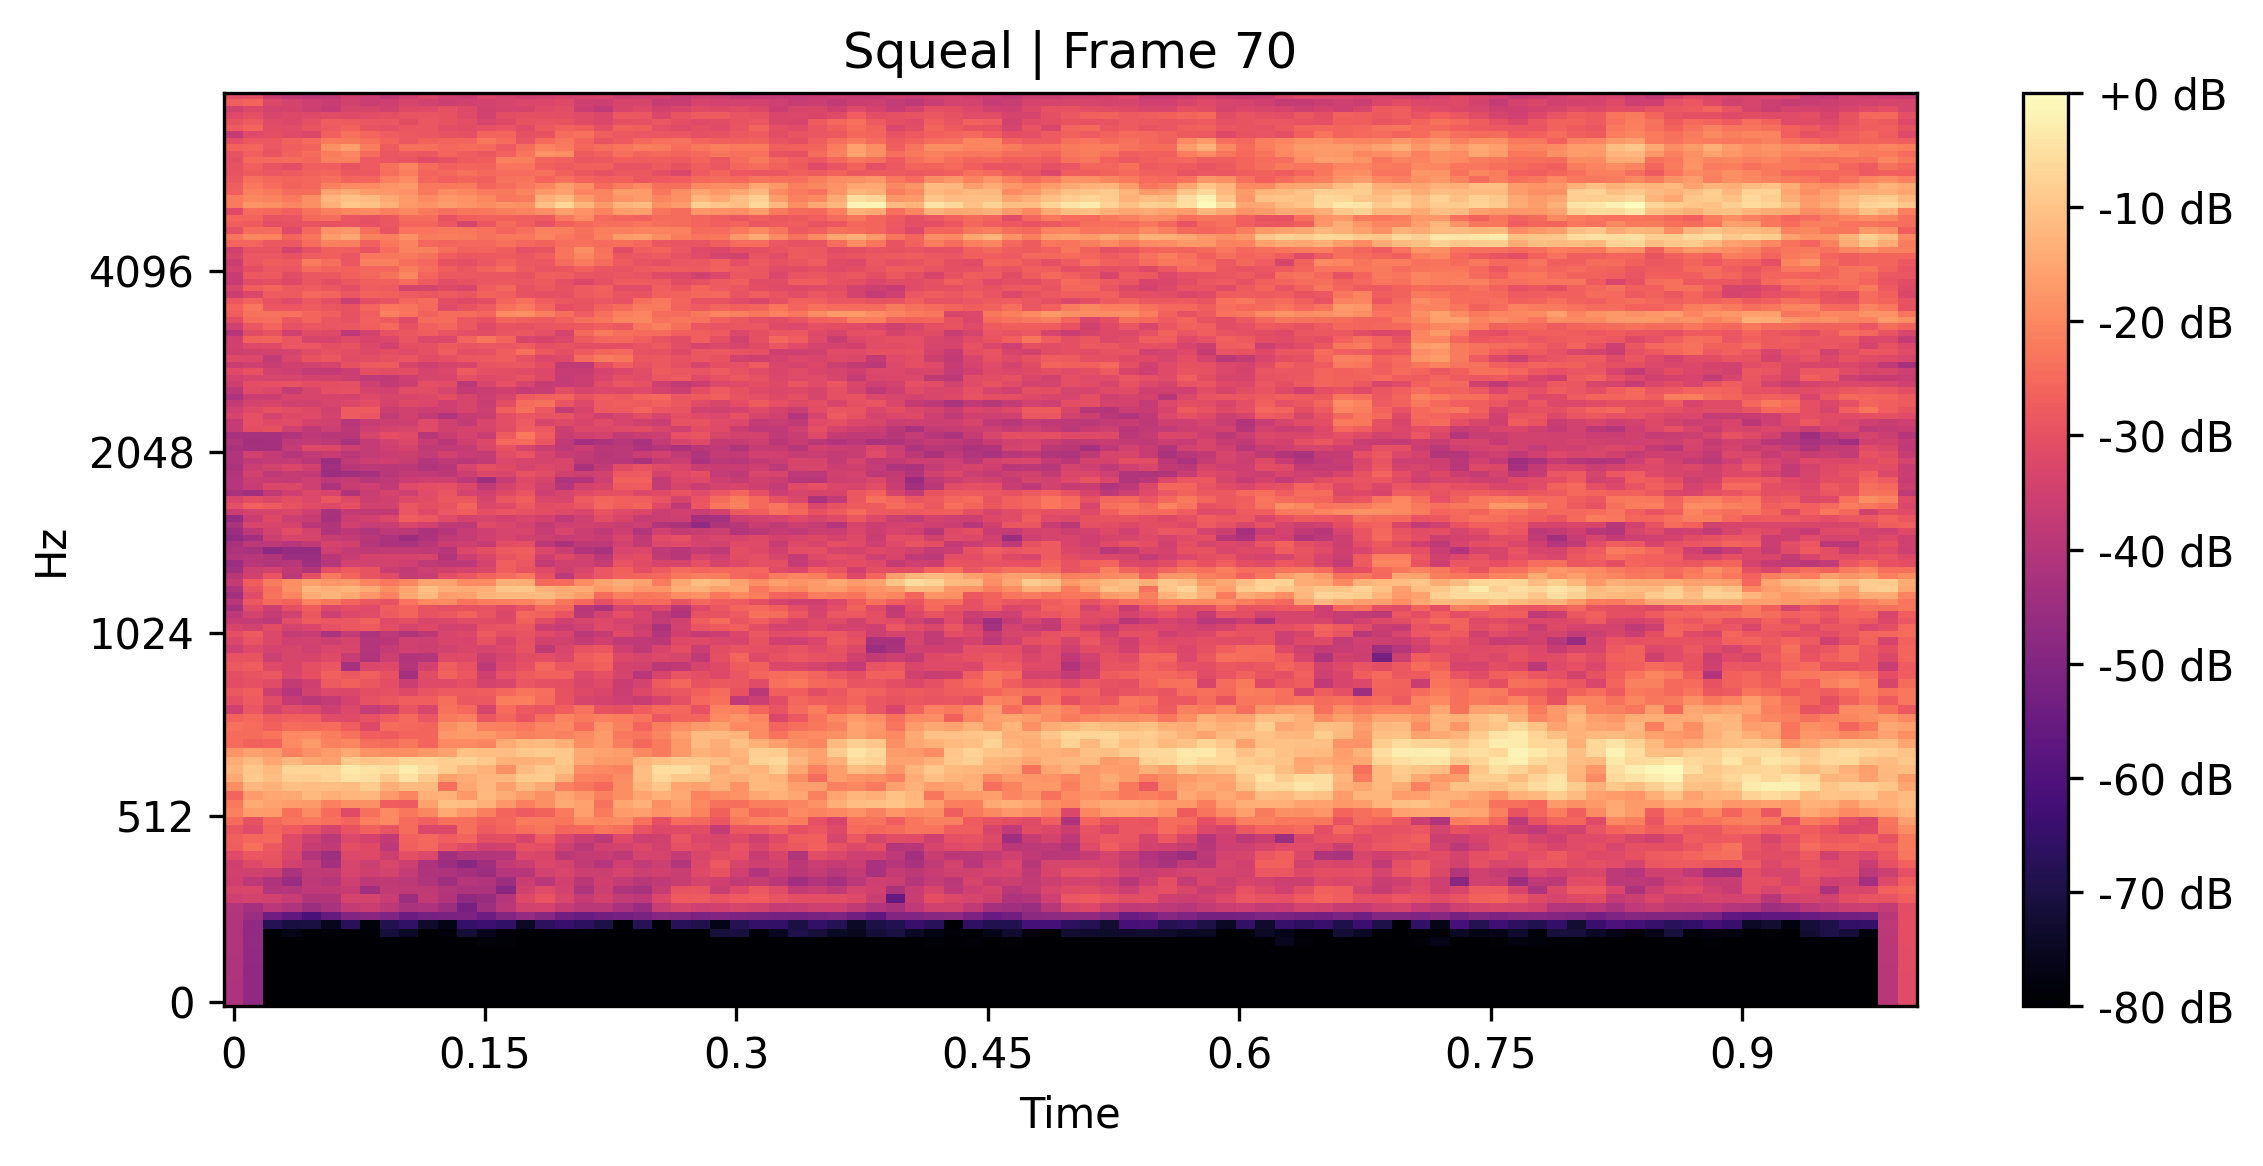 Squeal | Frame 70
+0 dB
-10 dB
-20 dB
-30 dB
-40 dB
-50 dB
-60 dB
-70 dB
-80 dB
Hz
4096
2048
1024
512
0
0 0.15 0.3 0.45 0.6 0.75 0.9
Time